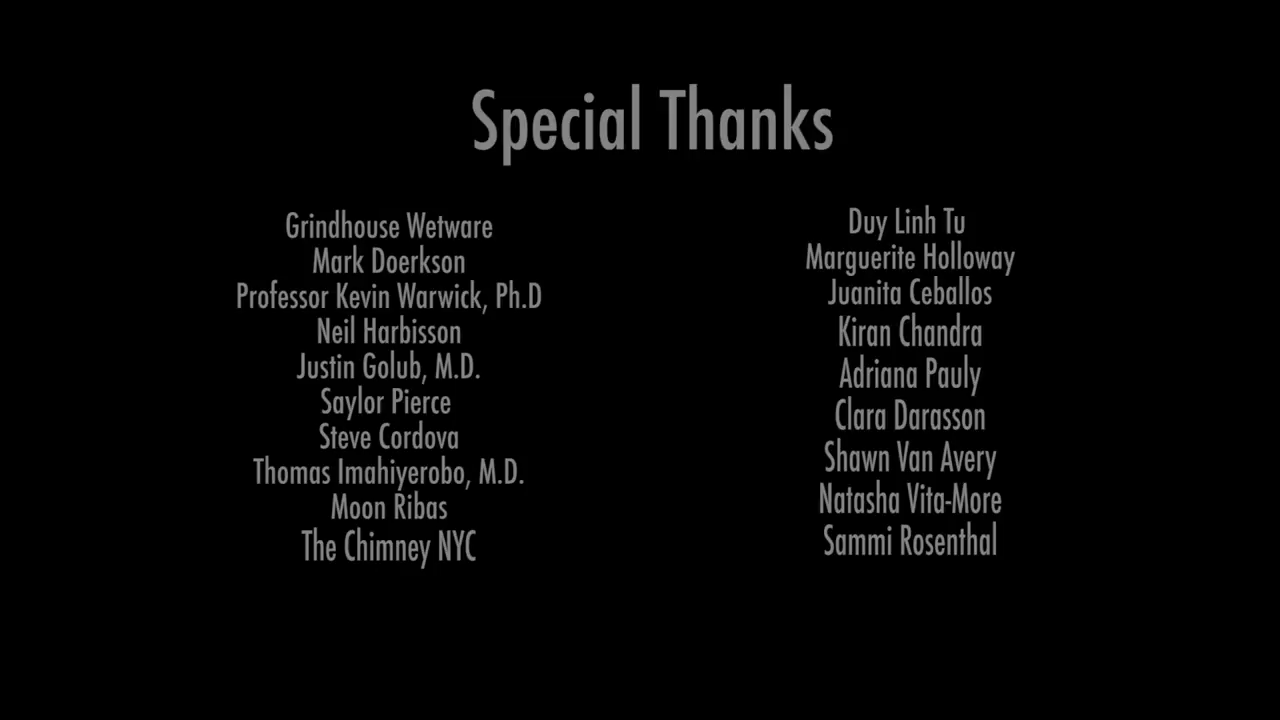 Special Thanks
Grindhouse Wetware
Mark Doerkson
Professor Kevin Warwick, Ph.D
Neil Harbisson
Justin Golub, M.D.
Saylor Pierce
Steve Cordova
Thomas Imahiyerobo, M.D.
Moon Ribas
The Chimney NYC
Duy Linh Tu
Marguerite Holloway
Juanita Ceballos
Kiran Chandra
Adriana Pauly
Clara Darasson
Shawn Van Avery
Natasha Vita-More
Sammi Rosenthal